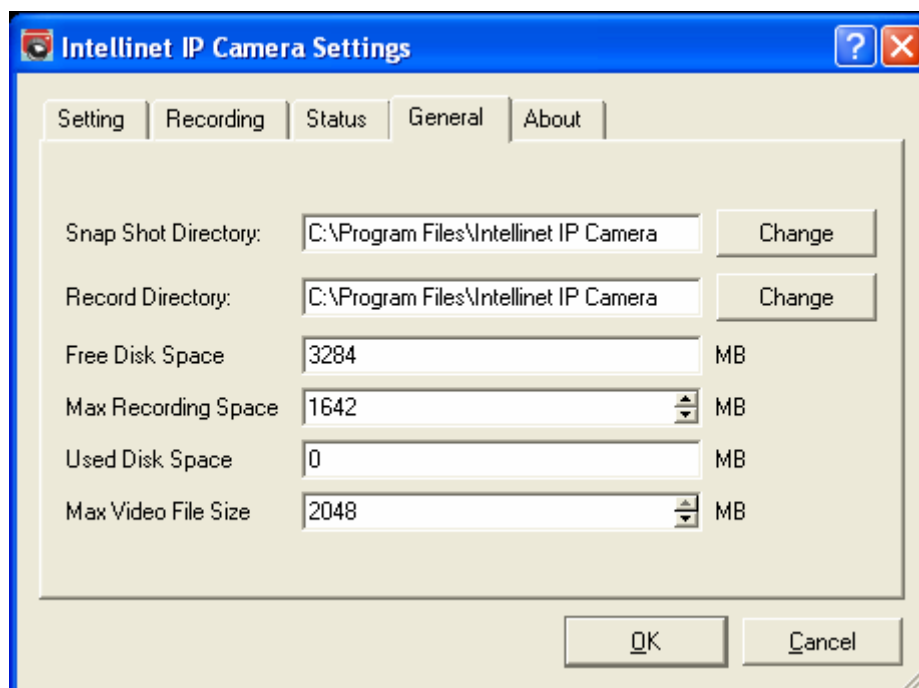 Intellinet IP Camera Settings
Setting Recording Status General About
Snap Shot Directory: C:\Program Files\Intellinet IP Camera Change
Record Directory: C:\Program Files\Intellinet IP Camera Change
Free Disk Space 3284 MB
Max Recording Space 1642 MB
Used Disk Space 0 MB
Max Video File Size 2048 MB
OK Cancel